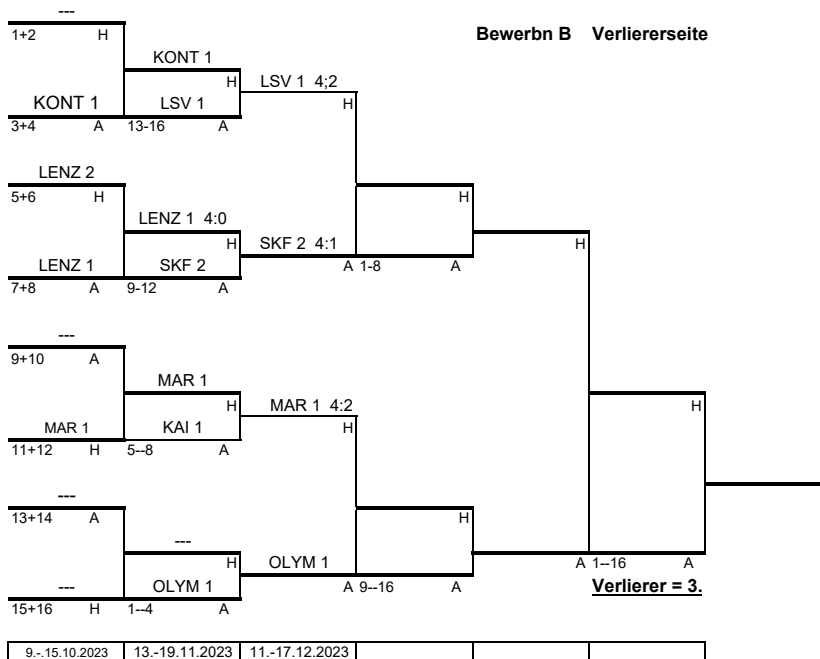 ---
1+2 H
Bewerbn B Verliererseite
KONT 1
H LSV 1 4;2
KONT 1 LSV 1 H
3+4 A 13-16 A
LENZ 2
5+6 H H
LENZ 1 4:0
H SKF 2 4:1 H
LENZ 1 SKF 2 A 1-8 A
7+8 A 9-12 A
---
9+10 A
MAR 1
H MAR 1 4:2 H
MAR 1 KAI 1 H
11+12 H 5--8 A
---
13+14 A H
---
H OLYM 1 A 1--16 A
--- OLYM 1 A 9--16 A Verlierer = 3.
15+16 H 1--4 A
9.-.15.10.2023 13.-19.11.2023 11.-17.12.2023